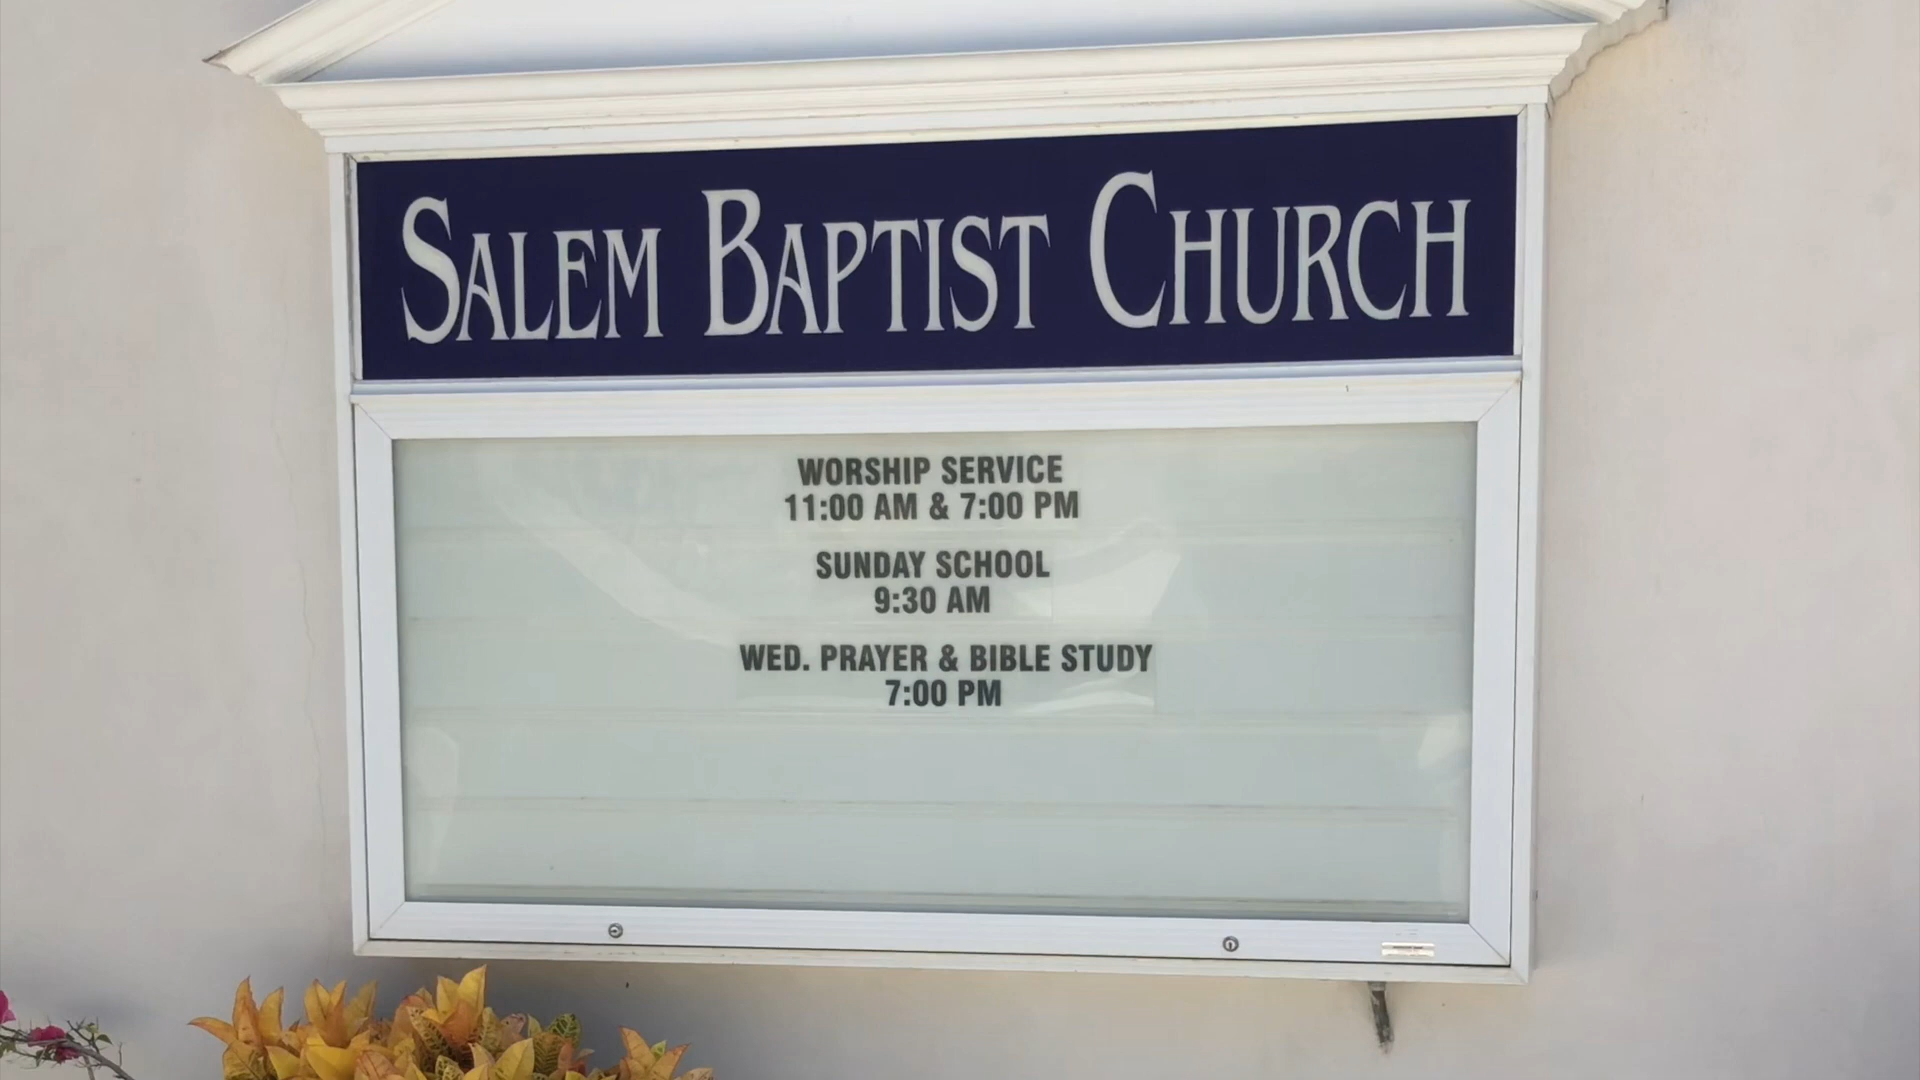 SALEM BAPTIST CHURCH
WORSHIP SERVICE
11:00 AM & 7:00 PM
SUNDAY SCHOOL
9:30 AM
WED. PRAYER & BIBLE STUDY
7:00 PM